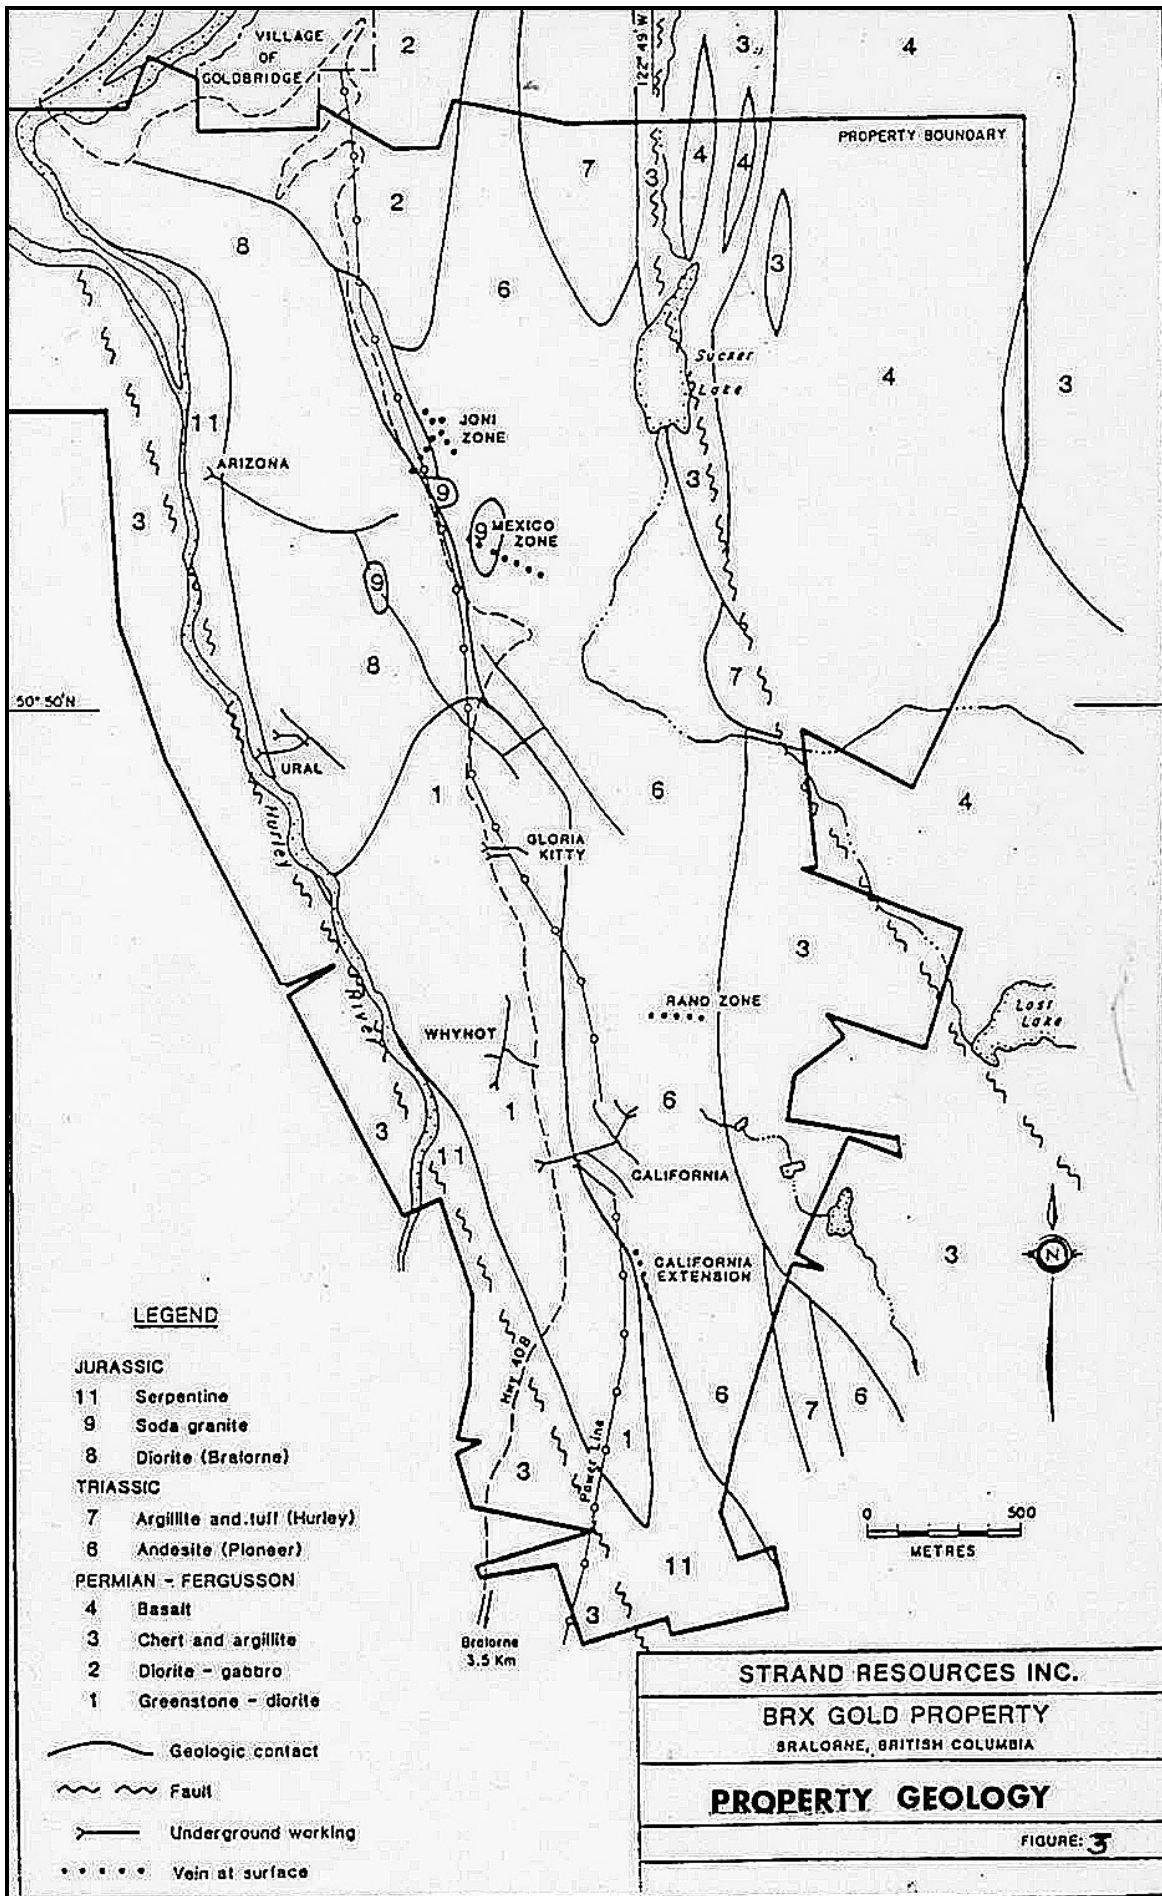 VILLAGE
OF
GOLDBRIDGE
2
122° 49'W
3
4
PROPERTY BOUNDARY
7
4
4
3
2
8
3
6
Sucker
Lake
4
3
11
JONI
ZONE
ARIZONA
3
9
3
9
MEXICO
ZONE
9
8
7
50° 50'N
URAL
1
6
4
Hurley
GLORIA
KITTY
3
River
RAND ZONE
Lost
Lake
WHYNOT
1
6
3
11
CALIFORNIA
3
CALIFORNIA
EXTENSION
N
Hwy 40B
6
7
6
3
Power Line
1
0 500
METRES
11
3
Bralorne
3.5 Km
LEGEND
JURASSIC
11 Serpentine
9 Soda granite
8 Diorite (Bralorne)
TRIASSIC
7 Argillite and tuff (Hurley)
6 Andesite (Pioneer)
PERMIAN - FERGUSSON
4 Basalt
3 Chert and argillite
2 Diorite - gabbro
1 Greenstone - diorite
Geologic contact
Fault
Underground working
Vein at surface
STRAND RESOURCES INC.
BRX GOLD PROPERTY
BRALORNE, BRITISH COLUMBIA
PROPERTY GEOLOGY
FIGURE: 3